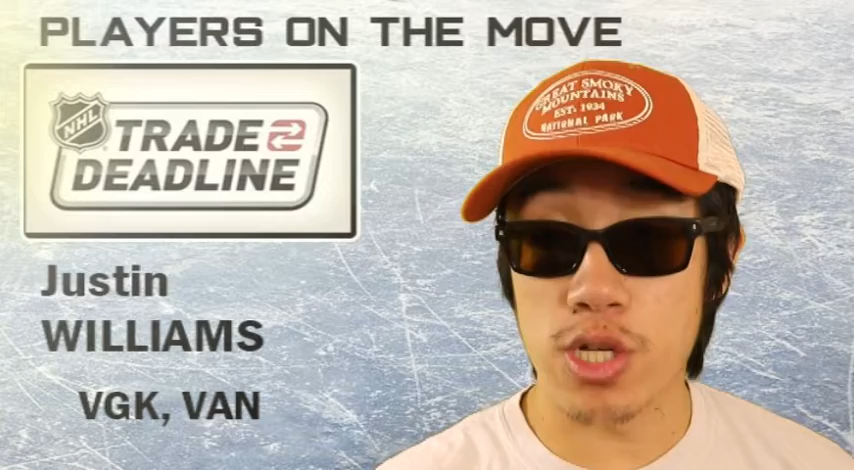 PLAYERS ON THE MOVE
NHL
TRADE
DEADLINE
Justin
WILLIAMS
VGK, VAN
GREAT SMOKY
MOUNTAINS
EST. 1934
NATIONAL PARK